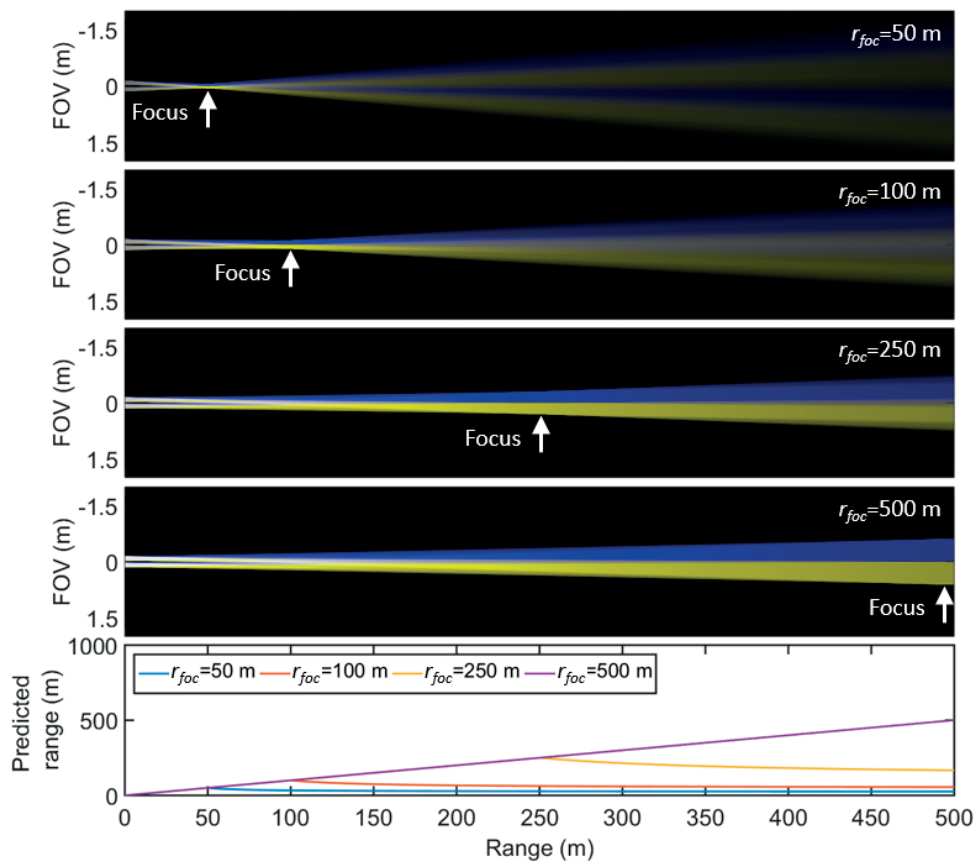 FOV (m)
-1.5
0
1.5
r_foc=50 m
Focus
FOV (m)
-1.5
0
1.5
r_foc=100 m
Focus
FOV (m)
-1.5
0
1.5
r_foc=250 m
Focus
FOV (m)
-1.5
0
1.5
r_foc=500 m
Focus
Predicted
range (m)
1000
500
0
r_foc=50 m r_foc=100 m r_foc=250 m r_foc=500 m
0 50 100 150 200 250 300 350 400 450 500
Range (m)